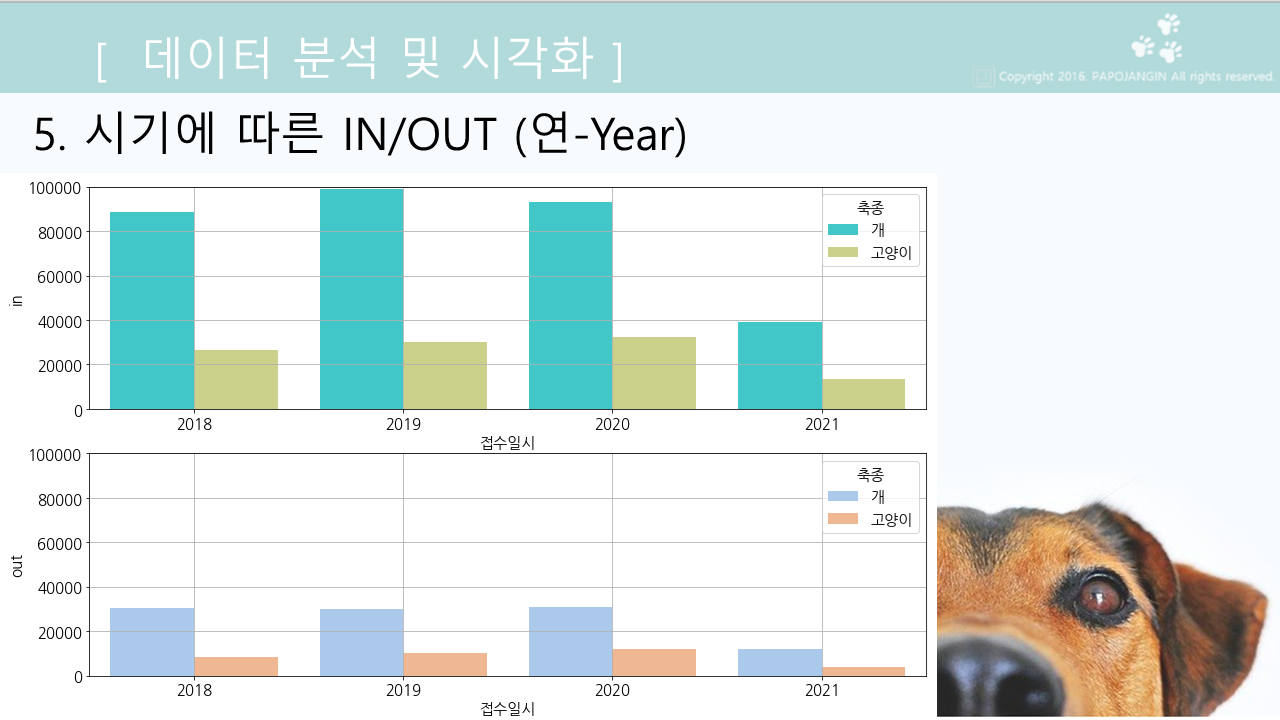 [ 데이터 분석 및 시각화 ]
Copyright 2016. PAPOJANGIN All rights reserved.
5. 시기에 따른 IN/OUT (연-Year)
100000
80000
60000
40000
20000
0
in
축종
개
고양이
2018 2019 2020 2021
접수일시
100000
80000
60000
40000
20000
0
out
축종
개
고양이
2018 2019 2020 2021
접수일시